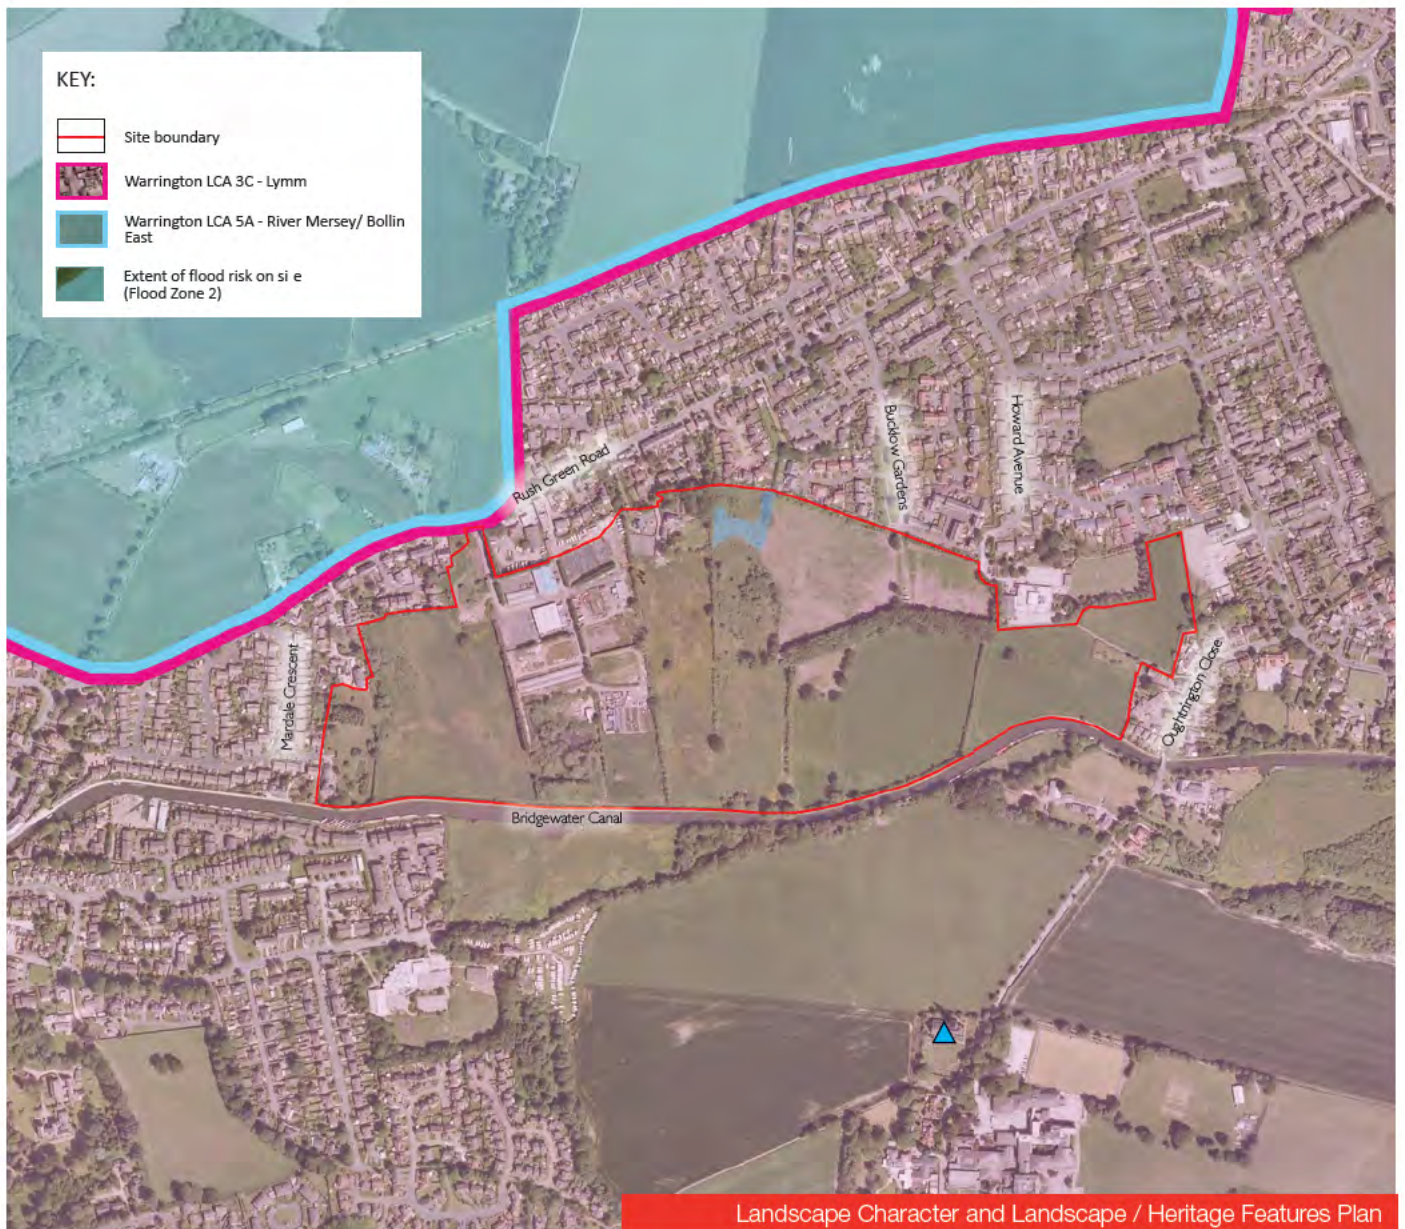 KEY:
Site boundary
Warrington LCA 3C - Lymm
Warrington LCA 5A - River Mersey/ Bollin
East
Extent of flood risk on si e
(Flood Zone 2)
Rush Green Road
Bucklow Gardens
Howard Avenue
Mardale Crescent
Oughtrington Close
Bridgewater Canal
Landscape Character and Landscape / Heritage Features Plan